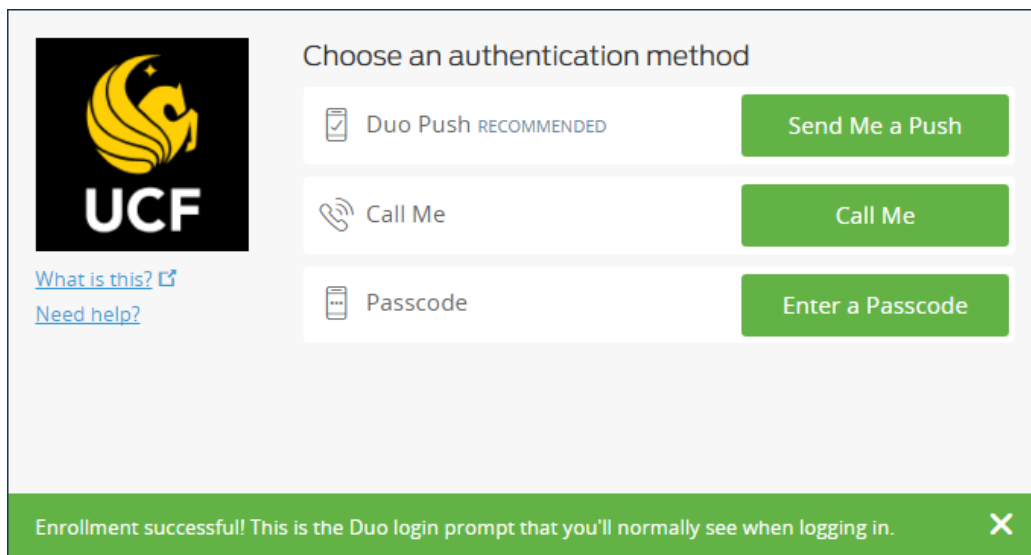 Choose an authentication method
Duo Push RECOMMENDED
Send Me a Push
Call Me
Call Me
Passcode
Enter a Passcode
UCF
What is this?
Need help?
Enrollment successful! This is the Duo login prompt that you'll normally see when logging in.